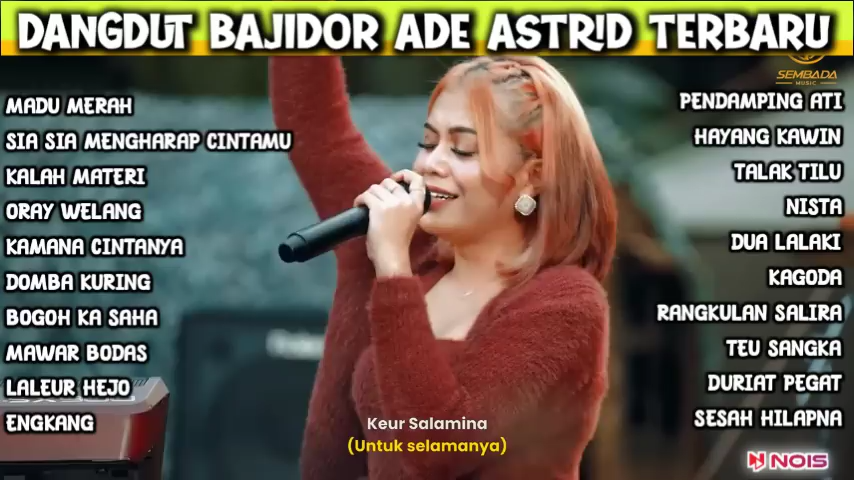 DANGDUT BAJIDOR ADE ASTRID TERBARU
SEMBADA
MUSIC
MADU MERAH
SIA SIA MENGHARAP CINTAMU
KALAH MATERI
ORAY WELANG
KAMANA CINTANYA
DOMBA KURING
BOGOH KA SAHA
MAWAR BODAS
LALEUR HEJO
ENGKANG
PENDAMPING ATI
HAYANG KAWIN
TALAK TILU
NISTA
DUA LALAKI
KAGODA
RANGKULAN SALIRA
TEU SANGKA
DURIAT PEGAT
SESAH HILAPNA
Keur Salamina
(Untuk selamanya)
NOIS